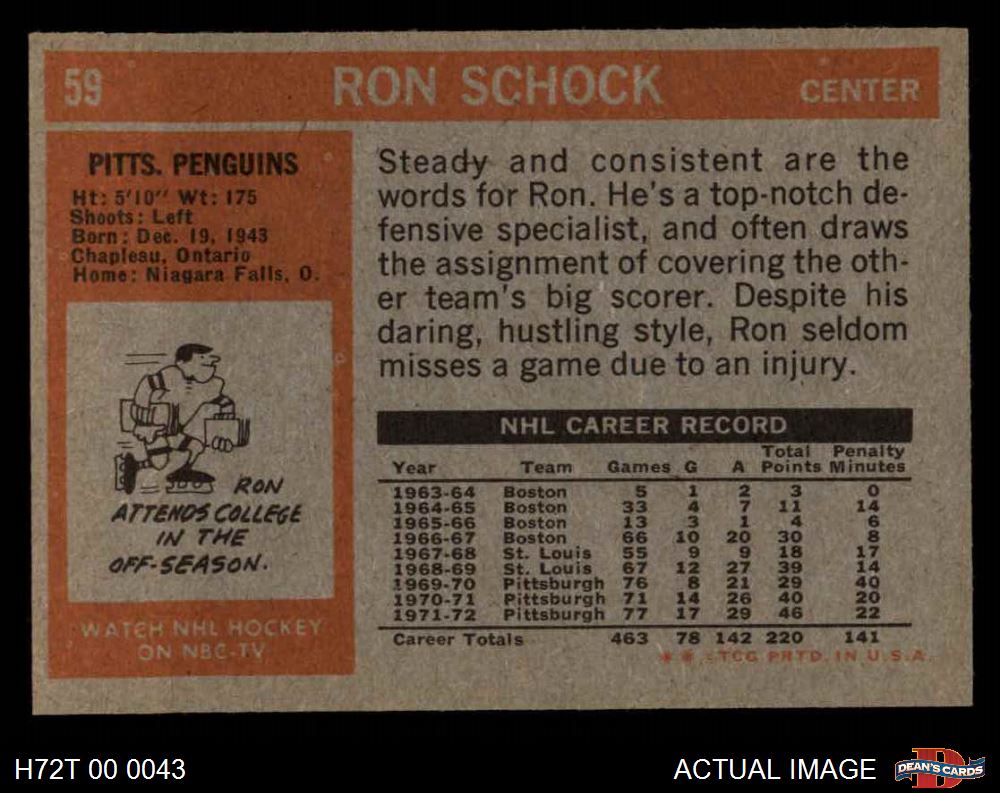 59 RON SCHOCK CENTER
PITTS. PENGUINS
Ht: 5'10" Wt: 175
Shoots: Left
Born: Dec. 19, 1943
Chapleau, Ontario
Home: Niagara Falls, O.
RON
ATTENDS COLLEGE
IN THE
OFF-SEASON.
WATCH NHL HOCKEY
ON NBC-TV
Steady and consistent are the
words for Ron. He's a top-notch de-
fensive specialist, and often draws
the assignment of covering the oth-
er team's big scorer. Despite his
daring, hustling style, Ron seldom
misses a game due to an injury.
NHL CAREER RECORD
Total Penalty
Year Team Games G A Points Minutes
1963-64 Boston 5 1 2 3 0
1964-65 Boston 33 4 7 11 14
1965-66 Boston 13 3 1 4 6
1966-67 Boston 66 10 20 30 8
1967-68 St. Louis 55 9 9 18 17
1968-69 St. Louis 67 12 27 39 14
1969-70 Pittsburgh 76 8 21 29 40
1970-71 Pittsburgh 71 14 26 40 20
1971-72 Pittsburgh 77 17 29 46 22
Career Totals 463 78 142 220 141
* * ©TCG PRTD. IN U.S.A.
H72T 00 0043 ACTUAL IMAGE DEAN'S CARDS